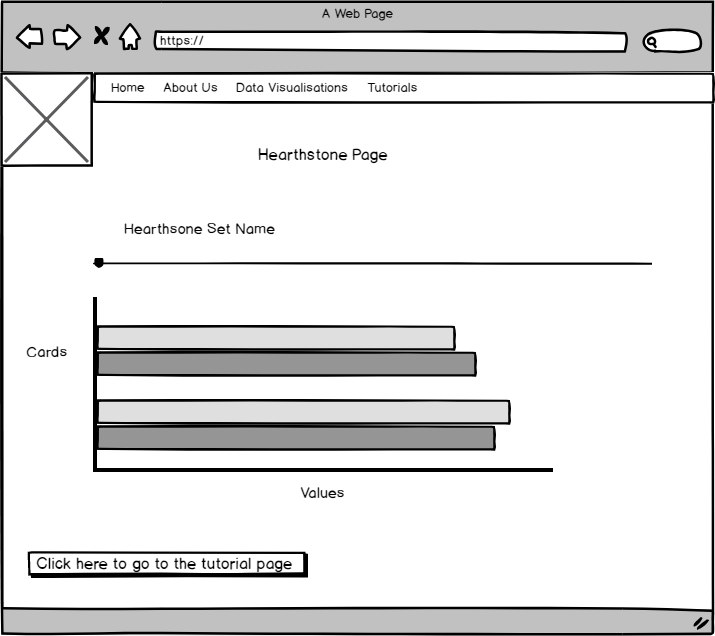 A Web Page
https://
Home About Us Data Visualisations Tutorials
Hearthstone Page
Hearthsone Set Name
Cards
Values
Click here to go to the tutorial page